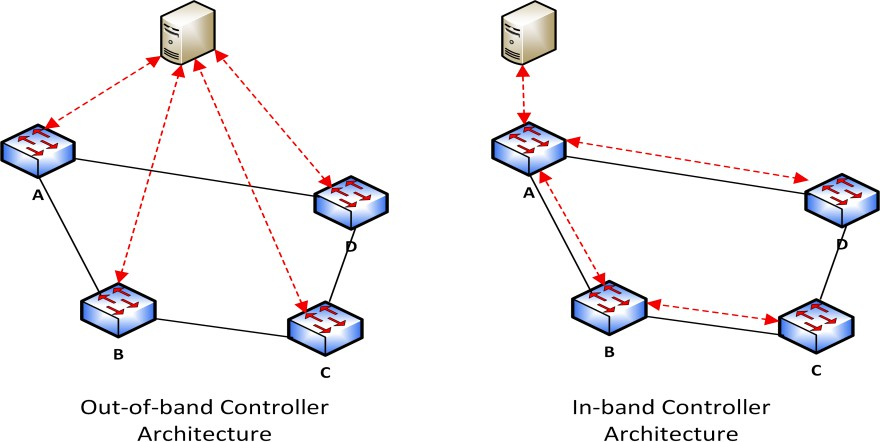 A
D
B
C
Out-of-band Controller
Architecture
A
D
B
C
In-band Controller
Architecture